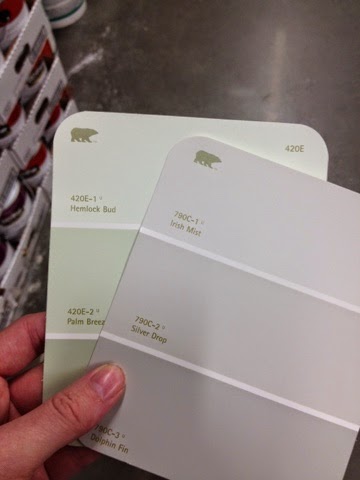 420E
420E-1 u
Hemlock Bud
420E-2 u
Palm Breez
790C-1 u
Irish Mist
790C-2 u
Silver Drop
790C-3 u
Dolphin Fin